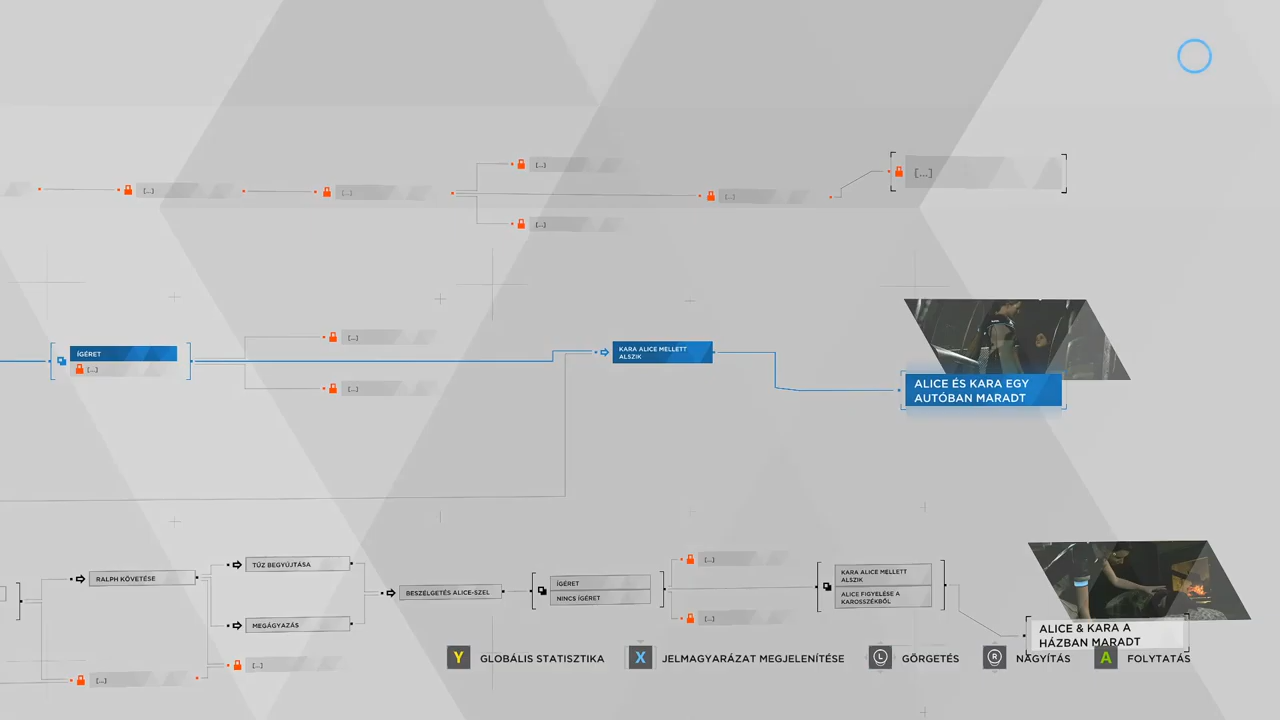 [...]
[...]
[...]
[...]
[...]
[...]
[...]
ÍGÉRET
[...]
[...]
KARA ALICE MELLETT
ALSZIK
ALICE ÉS KARA EGY
AUTÓBAN MARADT
RALPH KÖVETÉSE
TŰZ BEGYÚJTÁSA
MEGÁGYAZÁS
[...]
[...]
BESZÉLGETÉS ALICE-SZEL
ÍGÉRET
NINCS ÍGÉRET
[...]
[...]
KARA ALICE MELLETT
ALSZIK
ALICE FIGYELÉSE A
KAROSSZÉKBŐL
ALICE & KARA A
HÁZBAN MARADT
Y GLOBÁLIS STATISZTIKA
X JELMAGYARÁZAT MEGJELENÍTÉSE
L GÖRGETÉS
R NAGYÍTÁS
A FOLYTATÁS